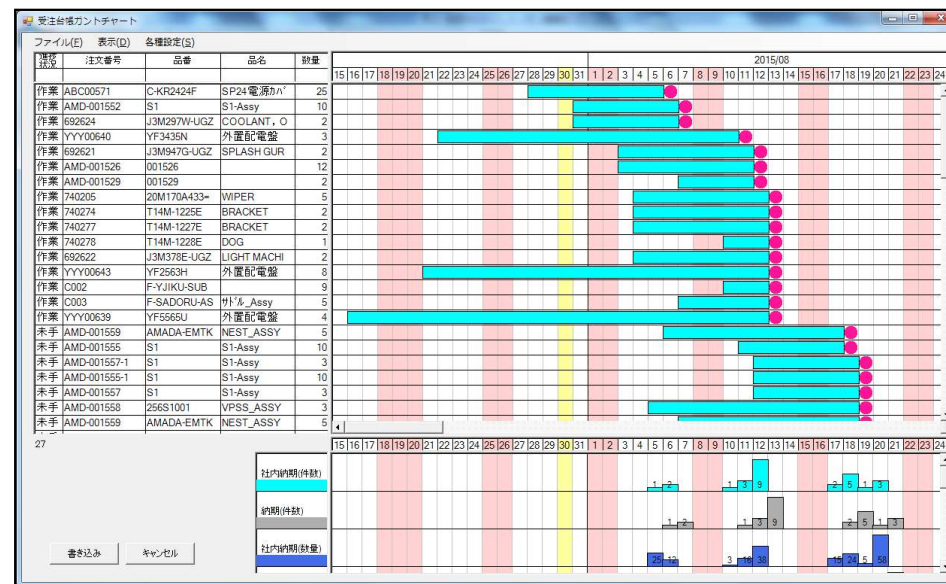 受注台帳ガントチャート
ファイル(F) 表示(D) 各種設定(S)
進捗状況 注文番号 品番 品名 数量
2015/08
15 16 17 18 19 20 21 22 23 24 25 26 27 28 29 30 31 1 2 3 4 5 6 7 8 9 10 11 12 13 14 15 16 17 18 19 20 21 22 23 24
作業 ABC00571 C-KR2424F SP24電源カバ 25
作業 AMD-001552 S1 S1-Assy 10
作業 692624 J3M297W-UGZ COOLANT, O 2
作業 YYY00640 YF3435N 外置配電盤 3
作業 692621 J3M947G-UGZ SPLASH GUR 2
作業 AMD-001526 001526 12
作業 AMD-001529 001529 2
作業 740205 20M170A433= WIPER 5
作業 740274 T14M-1225E BRACKET 2
作業 740277 T14M-1227E BRACKET 2
作業 740278 T14M-1228E DOG 1
作業 692622 J3M378E-UGZ LIGHT MACHI 2
作業 YYY00643 YF2563H 外置配電盤 8
作業 C002 F-YJIKU-SUB 9
作業 C003 F-SADORU-AS サドル_Assy 5
作業 YYY00639 YF5565U 外置配電盤 4
未手 AMD-001559 AMADA-EMTK NEST_ASSY 5
未手 AMD-001555 S1 S1-Assy 10
未手 AMD-001557-1 S1 S1-Assy 3
未手 AMD-001555-1 S1 S1-Assy 10
未手 AMD-001557 S1 S1-Assy 3
未手 AMD-001558 256S1001 VPSS_ASSY 3
未手 AMD-001559 AMADA-EMTK NEST_ASSY 5
27
15 16 17 18 19 20 21 22 23 24 25 26 27 28 29 30 31 1 2 3 4 5 6 7 8 9 10 11 12 13 14 15 16 17 18 19 20 21 22 23 24
社内納期(件数) 1 2 1 3 9 2 5 1 3
納期(件数) 1 2 1 3 9 2 5 1 3
社内納期(数量) 25 12 3 16 38 15 24 5 58
書き込み キャンセル